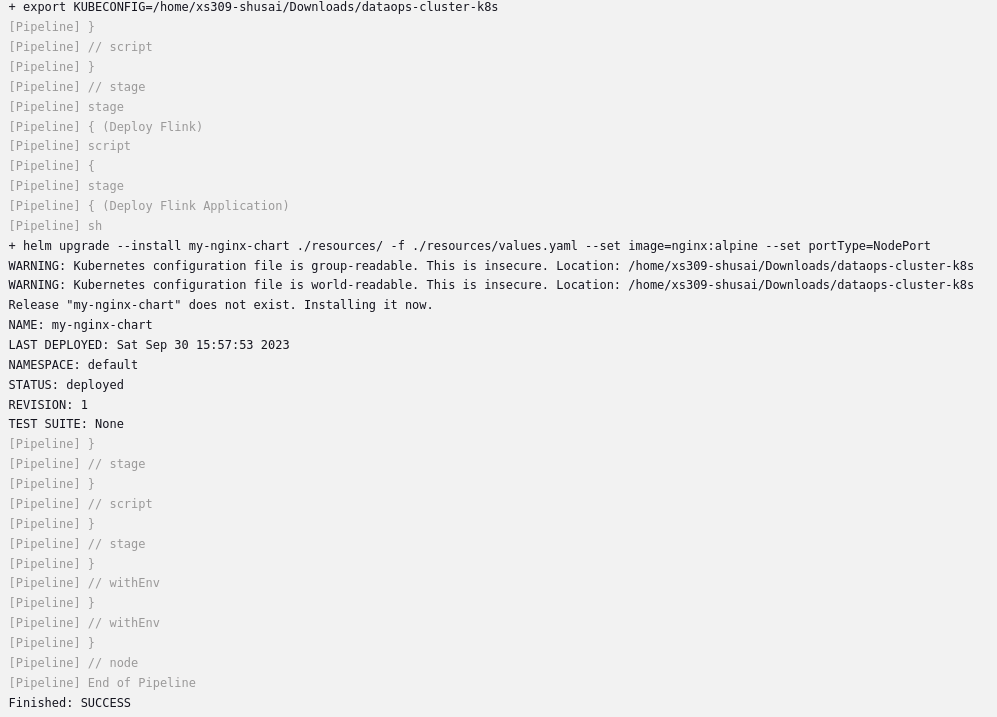 + export KUBECONFIG=/home/xs309-shusai/Downloads/dataops-cluster-k8s
[Pipeline] }
[Pipeline] // script
[Pipeline] }
[Pipeline] // stage
[Pipeline] stage
[Pipeline] { (Deploy Flink)
[Pipeline] script
[Pipeline] {
[Pipeline] stage
[Pipeline] { (Deploy Flink Application)
[Pipeline] sh
+ helm upgrade --install my-nginx-chart ./resources/ -f ./resources/values.yaml --set image=nginx:alpine --set portType=NodePort
WARNING: Kubernetes configuration file is group-readable. This is insecure. Location: /home/xs309-shusai/Downloads/dataops-cluster-k8s
WARNING: Kubernetes configuration file is world-readable. This is insecure. Location: /home/xs309-shusai/Downloads/dataops-cluster-k8s
Release "my-nginx-chart" does not exist. Installing it now.
NAME: my-nginx-chart
LAST DEPLOYED: Sat Sep 30 15:57:53 2023
NAMESPACE: default
STATUS: deployed
REVISION: 1
TEST SUITE: None
[Pipeline] }
[Pipeline] // stage
[Pipeline] }
[Pipeline] // script
[Pipeline] }
[Pipeline] // stage
[Pipeline] }
[Pipeline] // withEnv
[Pipeline] }
[Pipeline] // withEnv
[Pipeline] }
[Pipeline] // node
[Pipeline] End of Pipeline
Finished: SUCCESS